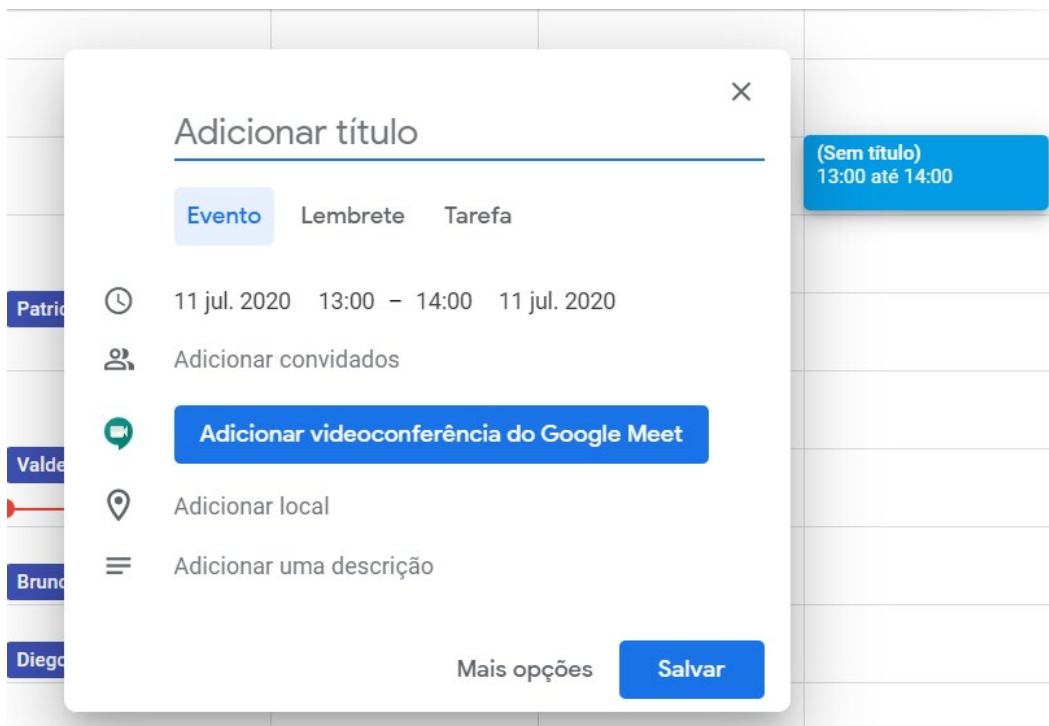 Adicionar título
(Sem título)
13:00 até 14:00
Evento Lembrete Tarefa
11 jul. 2020 13:00 – 14:00 11 jul. 2020
Patric
Adicionar convidados
Adicionar videoconferência do Google Meet
Valde
Adicionar local
Adicionar uma descrição
Bruno
Diego
Mais opções Salvar